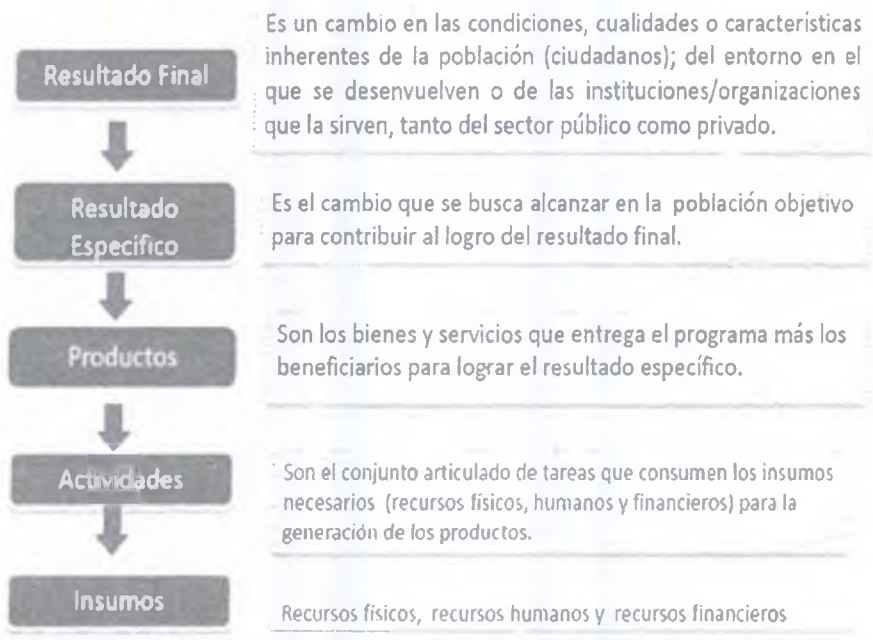 Resultado Final
Es un cambio en las condiciones, cualidades o características
inherentes de la población (ciudadanos); del entorno en el
que se desenvuelven o de las instituciones/organizaciones
que la sirven, tanto del sector público como privado.
Resultado
Específico
Es el cambio que se busca alcanzar en la población objetivo
para contribuir al logro del resultado final.
Productos
Son los bienes y servicios que entrega el programa más los
beneficiarios para lograr el resultado específico.
Actividades
Son el conjunto articulado de tareas que consumen los insumos
necesarios (recursos físicos, humanos y financieros) para la
generación de los productos.
Insumos
Recursos físicos, recursos humanos y recursos financieros